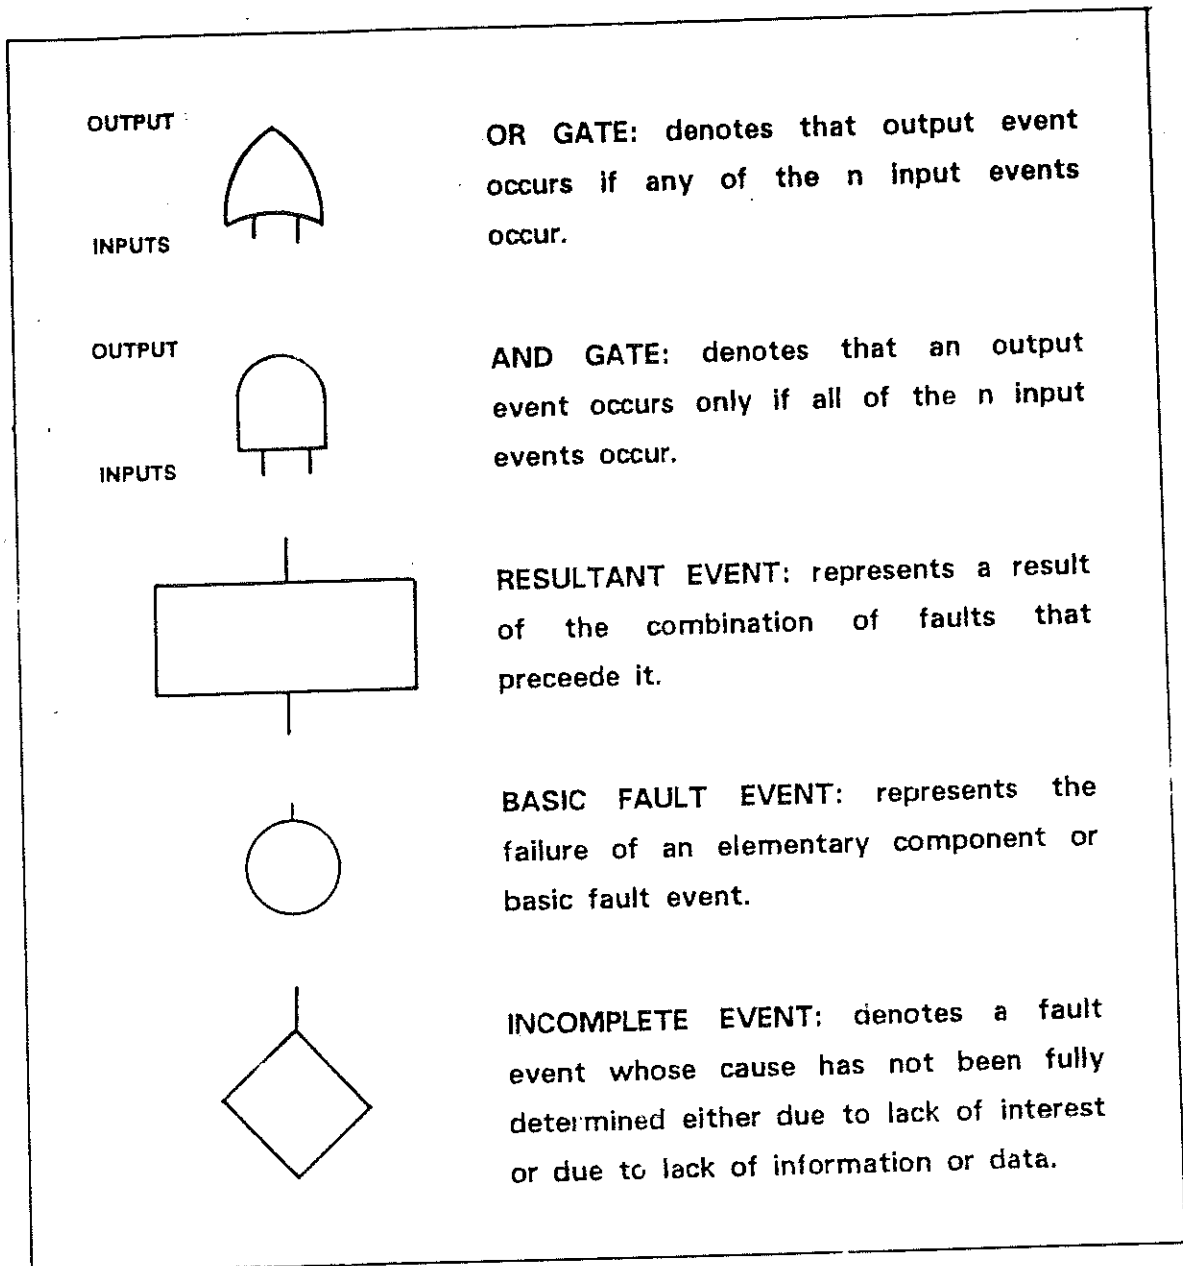 OUTPUT
OR GATE: denotes that output event
occurs if any of the n input events
occur.
INPUTS
OUTPUT
AND GATE: denotes that an output
event occurs only if all of the n input
events occur.
INPUTS
RESULTANT EVENT: represents a result
of the combination of faults that
preceede it.
BASIC FAULT EVENT: represents the
failure of an elementary component or
basic fault event.
INCOMPLETE EVENT: denotes a fault
event whose cause has not been fully
determined either due to lack of interest
or due to lack of information or data.